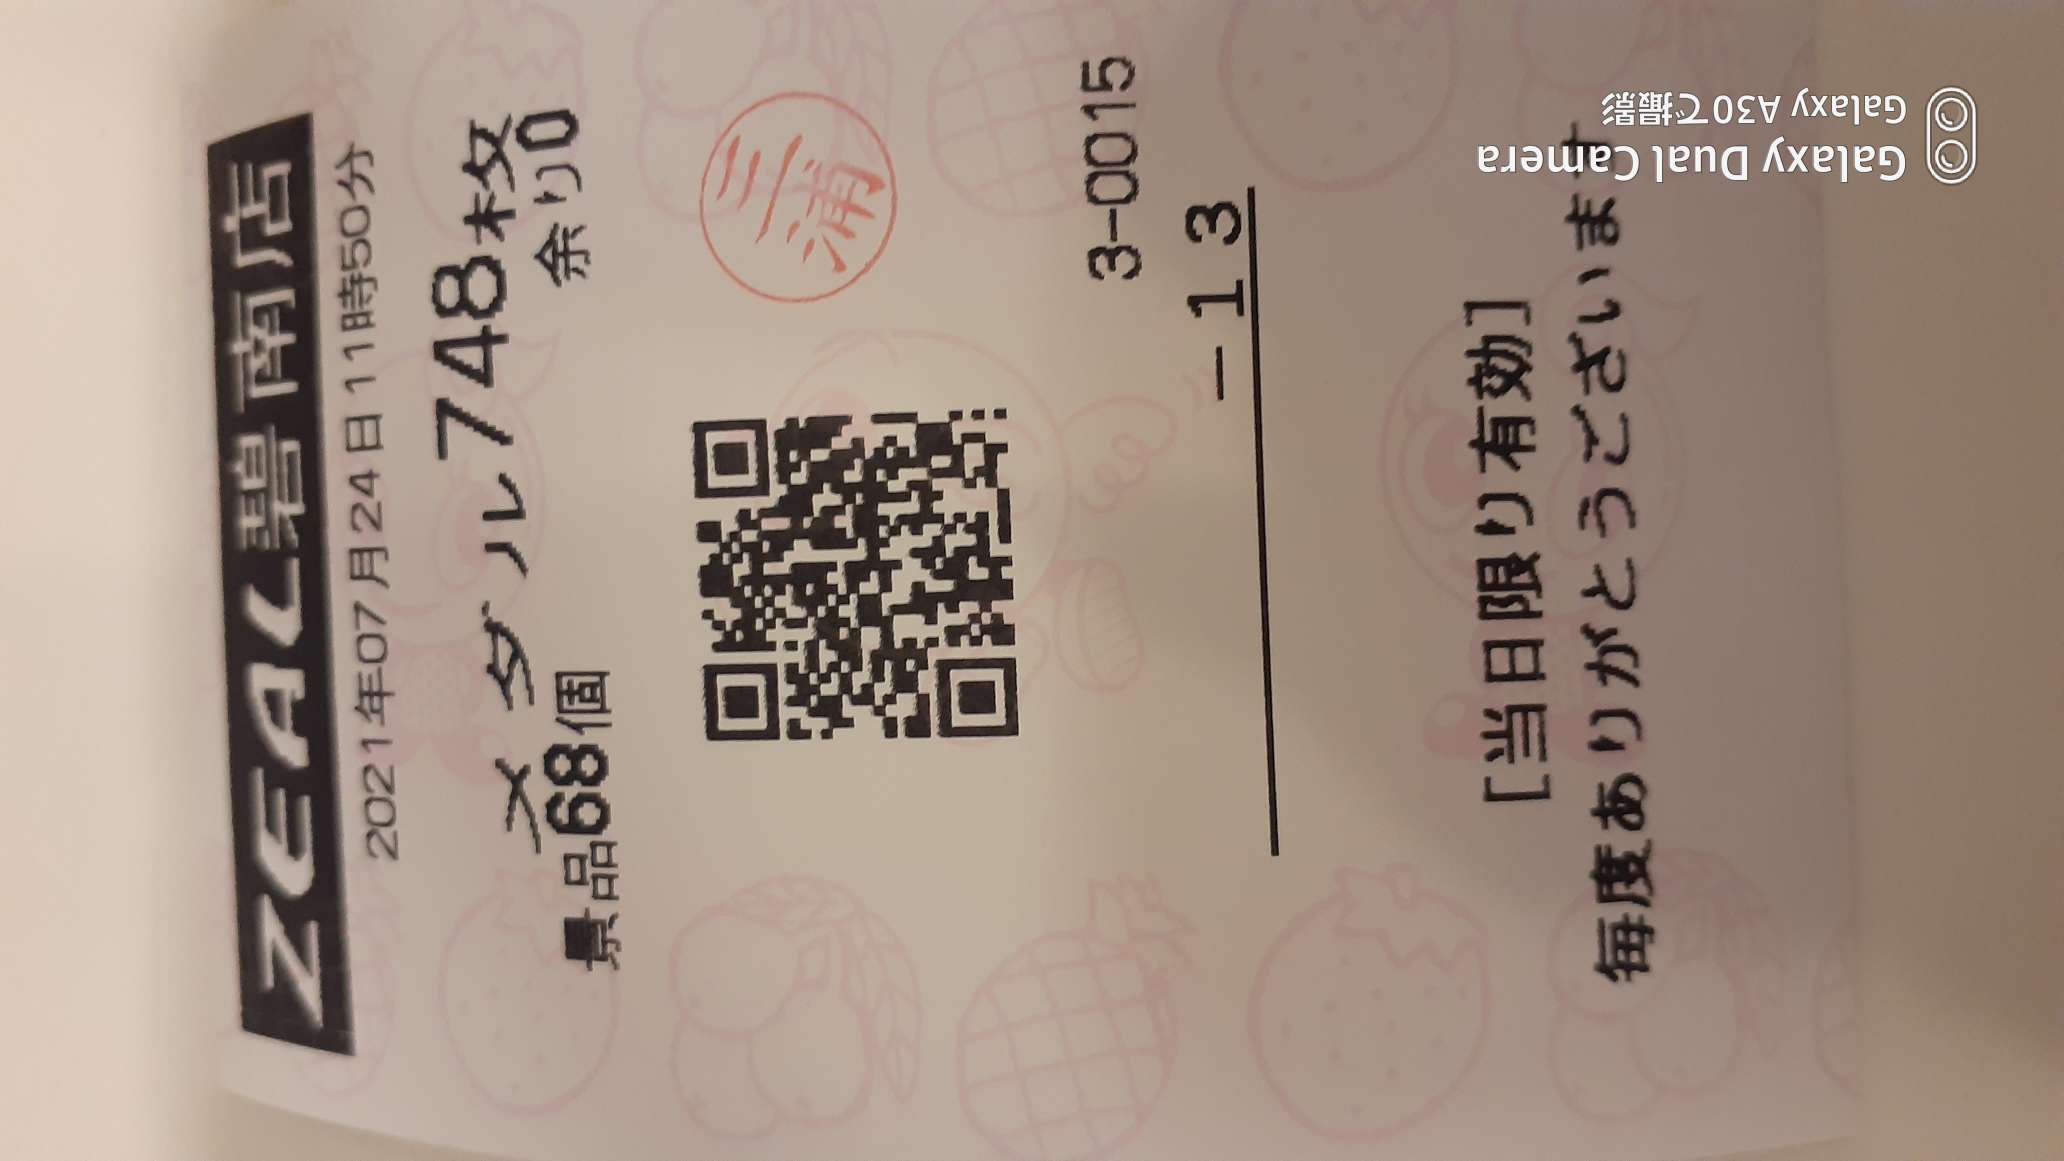 ZEAL碧南店
2021年07月24日11時50分
メダル748枚
景品68個 余り0
三浦
3-0015
-13
[当日限り有効]
毎度ありがとうございます
Galaxy Dual Camera
Galaxy A30で撮影